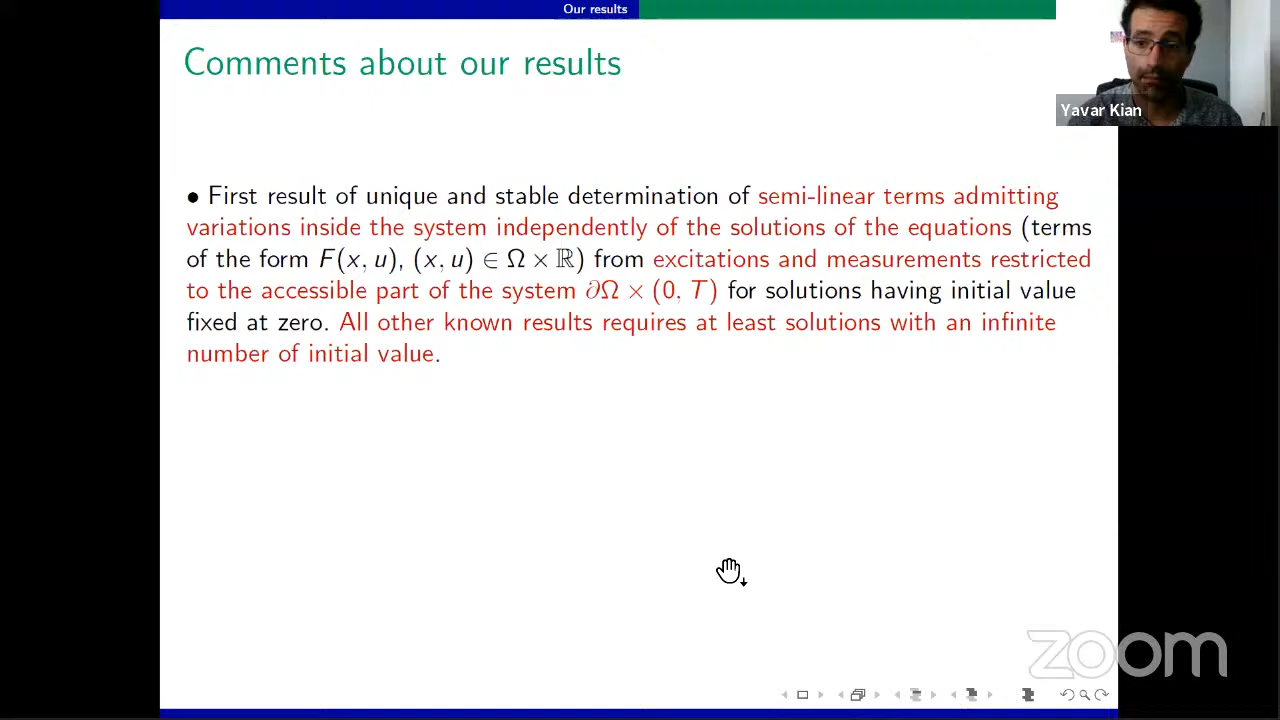 Our results
Comments about our results
Yavar Kian
• First result of unique and stable determination of semi-linear terms admitting
variations inside the system independently of the solutions of the equations (terms
of the form F(x, u), (x, u) ∈ Ω × ℝ) from excitations and measurements restricted
to the accessible part of the system ∂Ω × (0, T) for solutions having initial value
fixed at zero. All other known results requires at least solutions with an infinite
number of initial value.
zoom